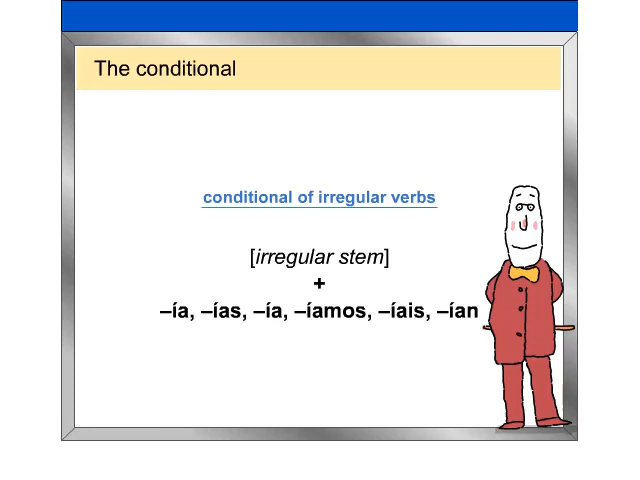 The conditional
conditional of irregular verbs
[irregular stem]
+
–ía, –ías, –ía, –íamos, –íais, –ían